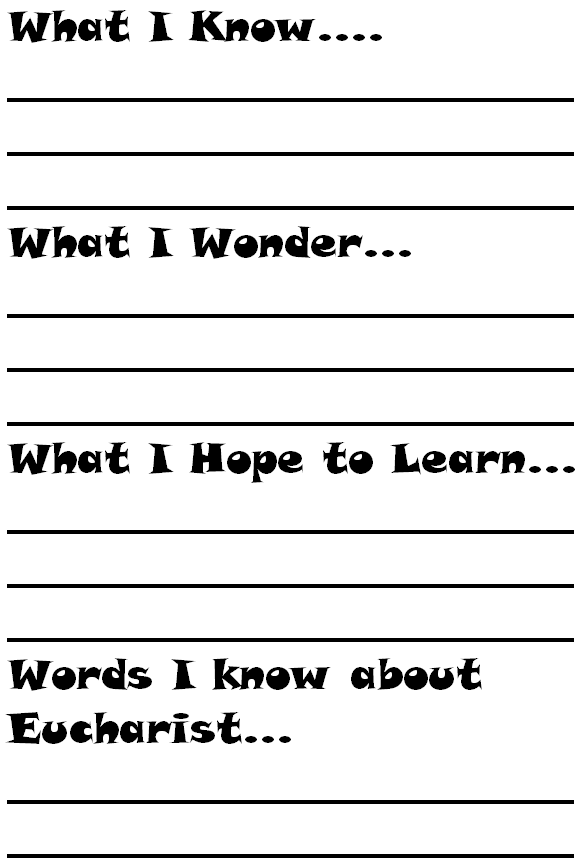 What I Know....
What I Wonder...
What I Hope to Learn...
Words I know about
Eucharist...